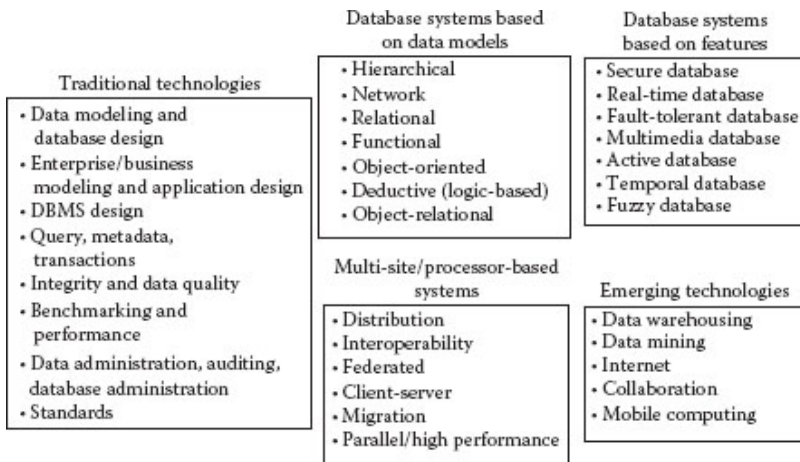 Traditional technologies
• Data modeling and
database design
• Enterprise/business
modeling and application design
• DBMS design
• Query, metadata,
transactions
• Integrity and data quality
• Benchmarking and
performance
• Data administration, auditing,
database administration
• Standards
Database systems based
on data models
• Hierarchical
• Network
• Relational
• Functional
• Object-oriented
• Deductive (logic-based)
• Object-relational
Database systems
based on features
• Secure database
• Real-time database
• Fault-tolerant database
• Multimedia database
• Active database
• Temporal database
• Fuzzy database
Multi-site/processor-based
systems
• Distribution
• Interoperability
• Federated
• Client-server
• Migration
• Parallel/high performance
Emerging technologies
• Data warehousing
• Data mining
• Internet
• Collaboration
• Mobile computing